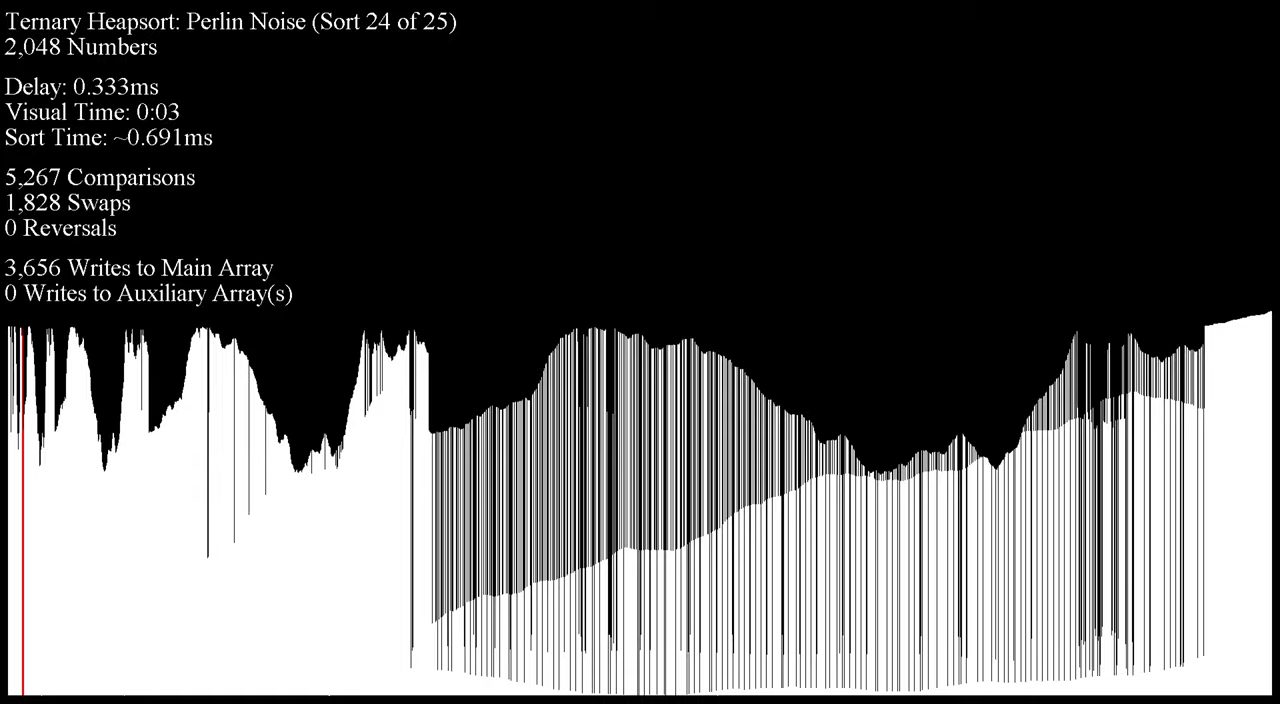 Ternary Heapsort: Perlin Noise (Sort 24 of 25)
2,048 Numbers
Delay: 0.333ms
Visual Time: 0:03
Sort Time: ~0.691ms
5,267 Comparisons
1,828 Swaps
0 Reversals
3,656 Writes to Main Array
0 Writes to Auxiliary Array(s)